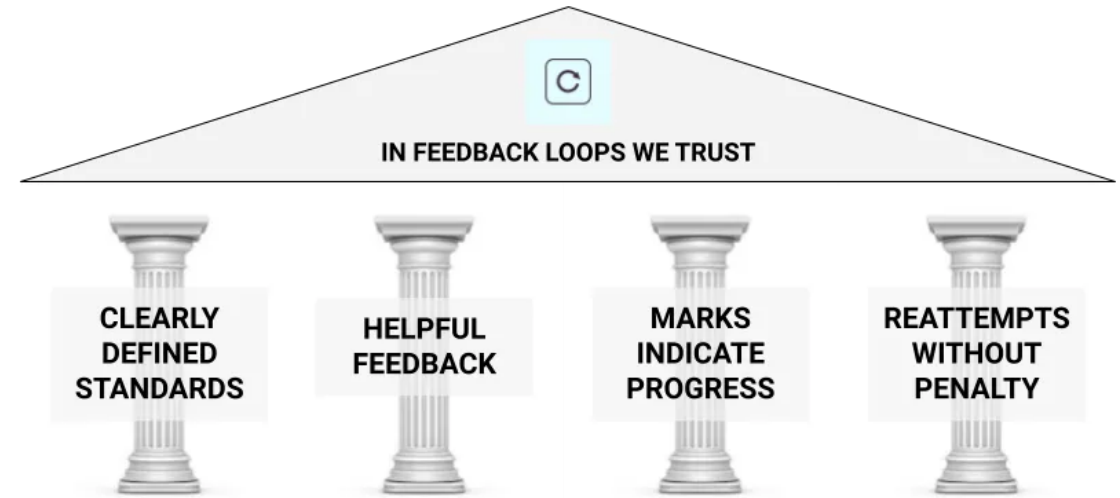 IN FEEDBACK LOOPS WE TRUST
CLEARLY
DEFINED
STANDARDS
HELPFUL
FEEDBACK
MARKS
INDICATE
PROGRESS
REATTEMPTS
WITHOUT
PENALTY